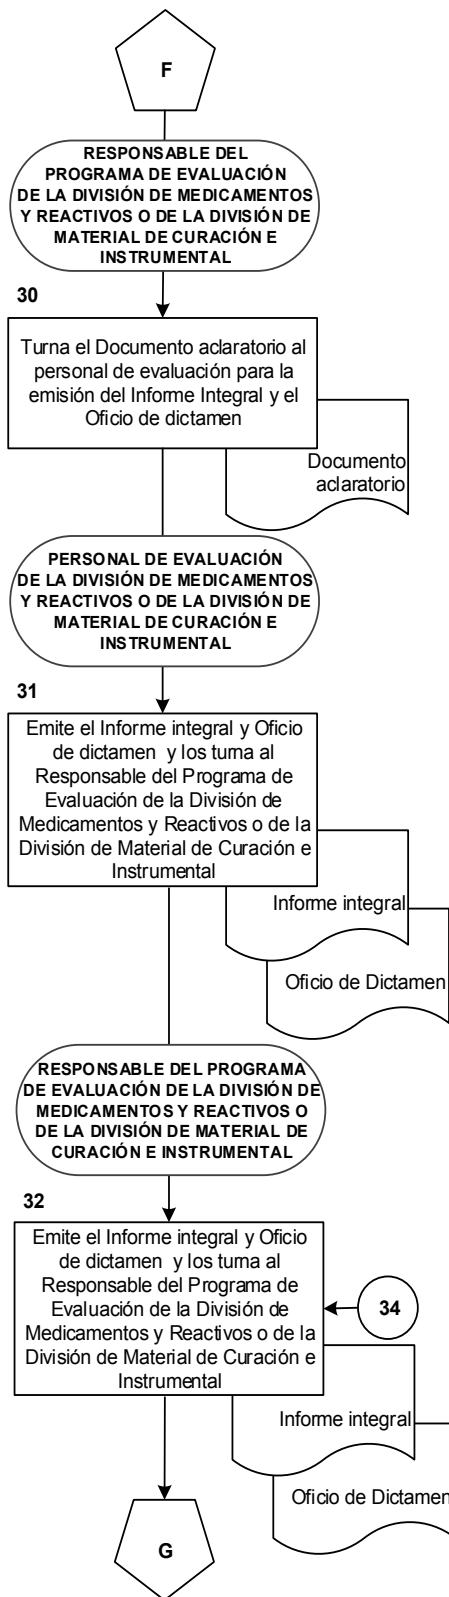 F
RESPONSABLE DEL
PROGRAMA DE EVALUACIÓN
DE LA DIVISIÓN DE MEDICAMENTOS
Y REACTIVOS O DE LA DIVISIÓN DE
MATERIAL DE CURACIÓN E
INSTRUMENTAL
30
Turna el Documento aclaratorio al
personal de evaluación para la
emisión del Informe Integral y el
Oficio de dictamen
Documento
aclaratorio
PERSONAL DE EVALUACIÓN
DE LA DIVISIÓN DE MEDICAMENTOS
Y REACTIVOS O DE LA DIVISIÓN DE
MATERIAL DE CURACIÓN E
INSTRUMENTAL
31
Emite el Informe integral y Oficio
de dictamen y los turna al
Responsable del Programa de
Evaluación de la División de
Medicamentos y Reactivos o de la
División de Material de Curación e
Instrumental
Informe integral
Oficio de Dictamen
RESPONSABLE DEL PROGRAMA
DE EVALUACIÓN DE LA DIVISIÓN DE
MEDICAMENTOS Y REACTIVOS O
DE LA DIVISIÓN DE MATERIAL DE
CURACIÓN E INSTRUMENTAL
32
Emite el Informe integral y Oficio
de dictamen y los turna al
Responsable del Programa de
Evaluación de la División de
Medicamentos y Reactivos o de la
División de Material de Curación e
Instrumental
34
Informe integral
Oficio de Dictamen
G